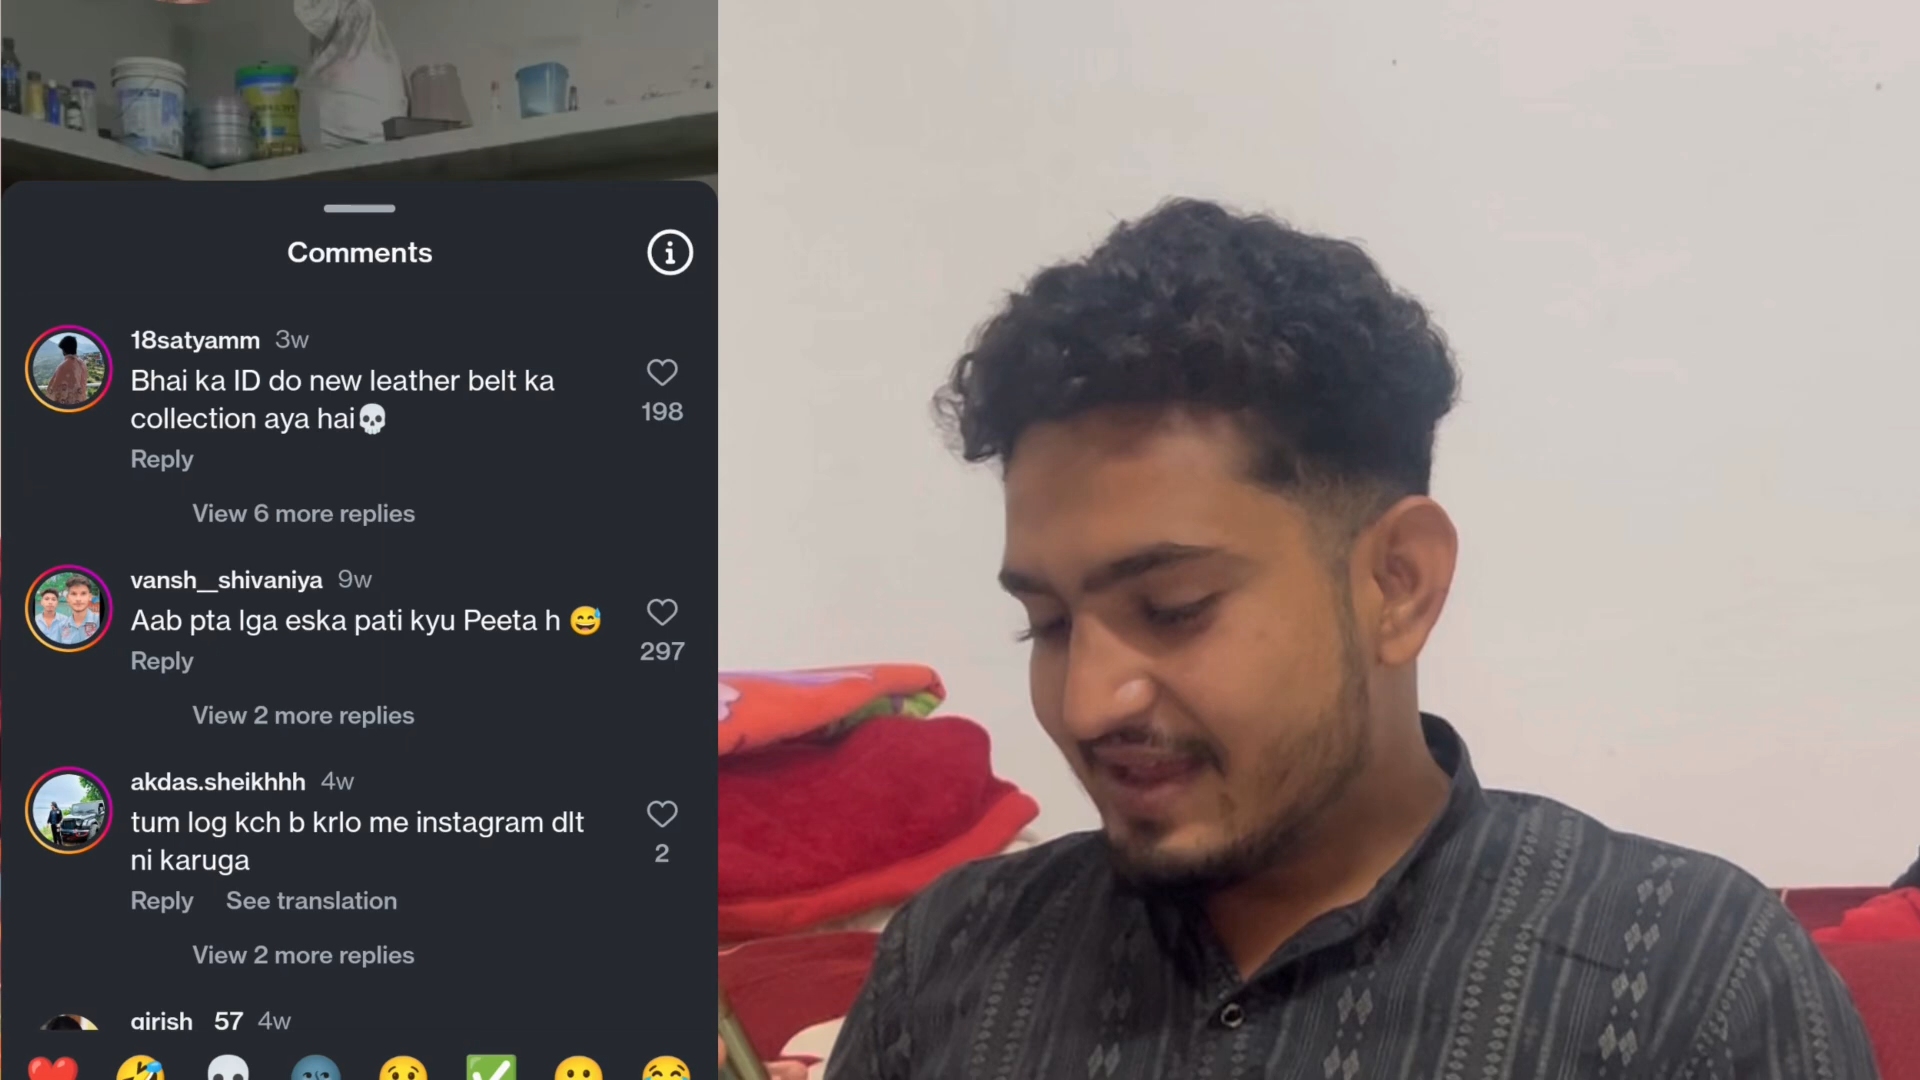 Comments
18satyamm 3w
Bhai ka ID do new leather belt ka
collection aya hai💀
198
Reply
View 6 more replies
vansh__shivaniya 9w
Aab pta lga eska pati kyu Peeta h 😅
297
Reply
View 2 more replies
akdas.sheikhhh 4w
tum log kch b krlo me instagram dlt
ni karuga
2
Reply See translation
View 2 more replies
girish 57 4w